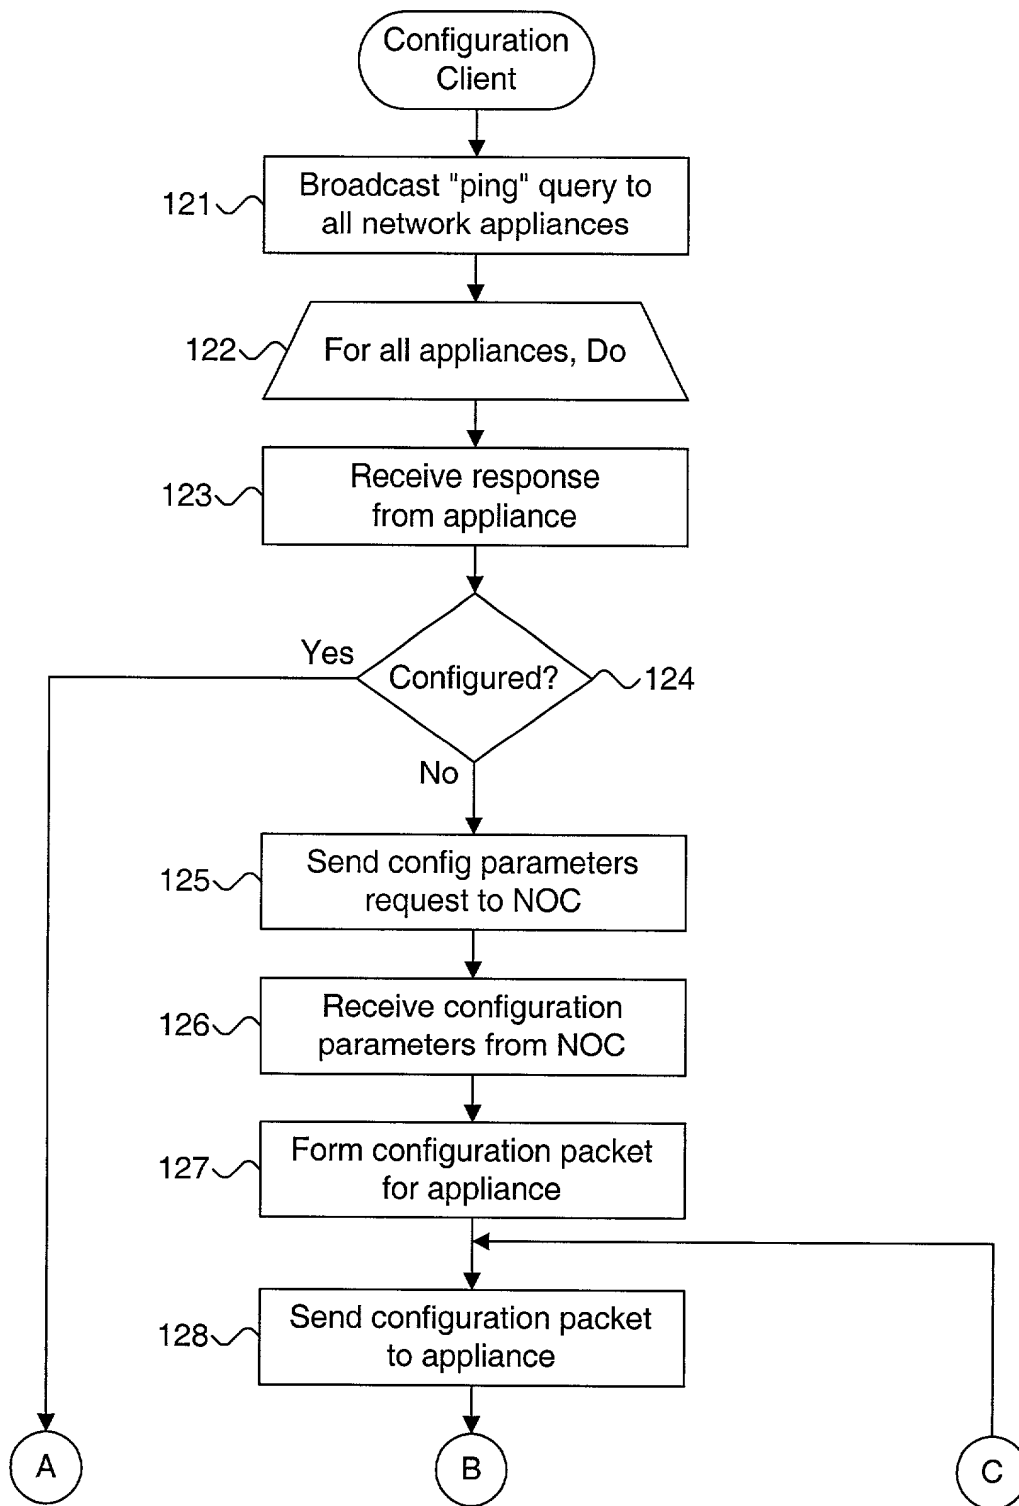 Configuration
Client
121
Broadcast "ping" query to
all network appliances
122
For all appliances, Do
123
Receive response
from appliance
Yes
Configured?
124
No
125
Send config parameters
request to NOC
126
Receive configuration
parameters from NOC
127
Form configuration packet
for appliance
128
Send configuration packet
to appliance
A
B
C